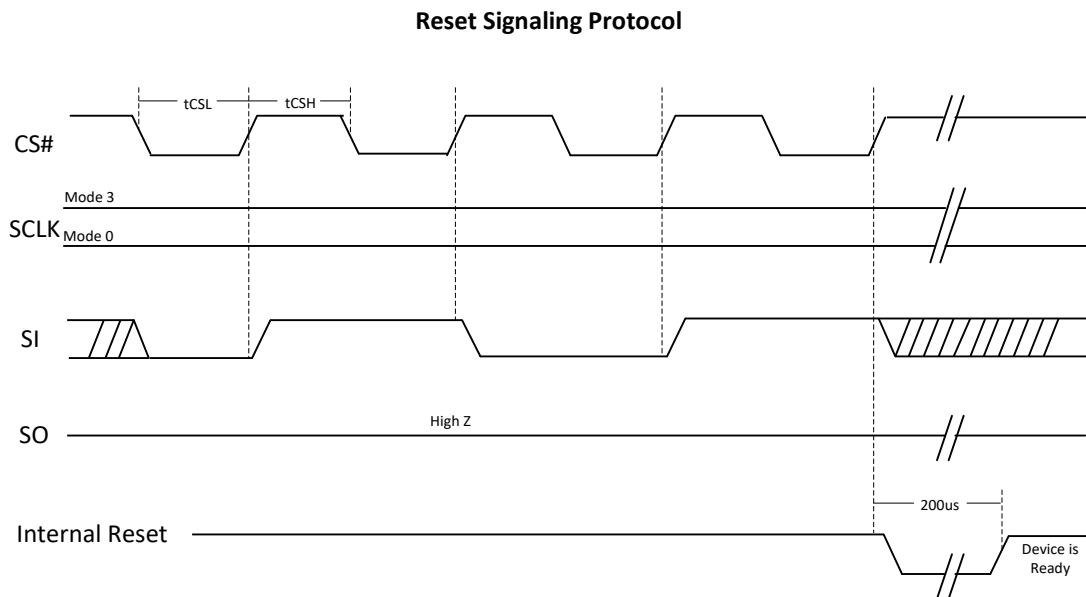 Reset Signaling Protocol
tCSL
tCSH
CS#
Mode 3
SCLK
Mode 0
SI
High Z
SO
200us
Internal Reset
Device is
Ready